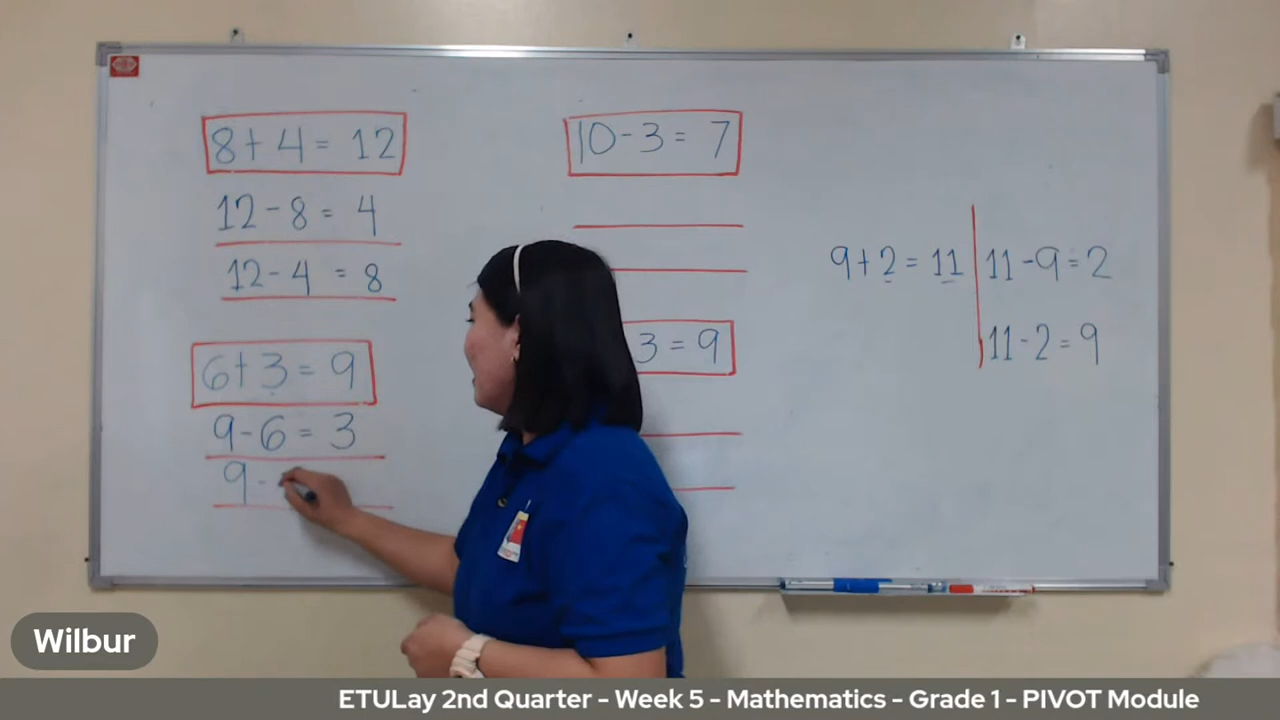 8 + 4 = 12
12 - 8 = 4
12 - 4 = 8
6 + 3 = 9
9 - 6 = 3
9 -
10 - 3 = 7
3 = 9
9 + 2 = 11
11 - 9 = 2
11 - 2 = 9
Wilbur
ETULay 2nd Quarter - Week 5 - Mathematics - Grade 1 - PIVOT Module